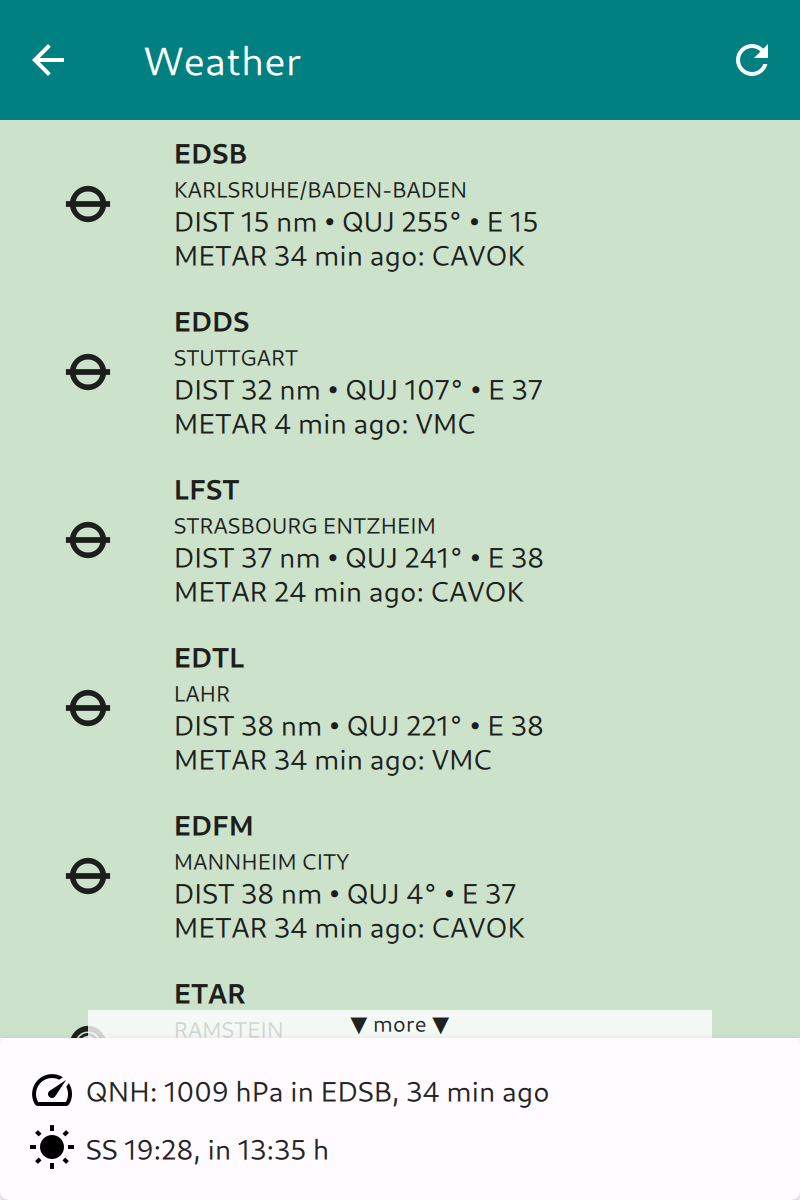 Weather
EDSB
KARLSRUHE/BADEN-BADEN
DIST 15 nm • QUJ 255° • E 15
METAR 34 min ago: CAVOK
EDDS
STUTTGART
DIST 32 nm • QUJ 107° • E 37
METAR 4 min ago: VMC
LFST
STRASBOURG ENTZHEIM
DIST 37 nm • QUJ 241° • E 38
METAR 24 min ago: CAVOK
EDTL
LAHR
DIST 38 nm • QUJ 221° • E 38
METAR 34 min ago: VMC
EDFM
MANNHEIM CITY
DIST 38 nm • QUJ 4° • E 37
METAR 34 min ago: CAVOK
ETAR
RAMSTEIN
▼ more ▼
QNH: 1009 hPa in EDSB, 34 min ago
SS 19:28, in 13:35 h